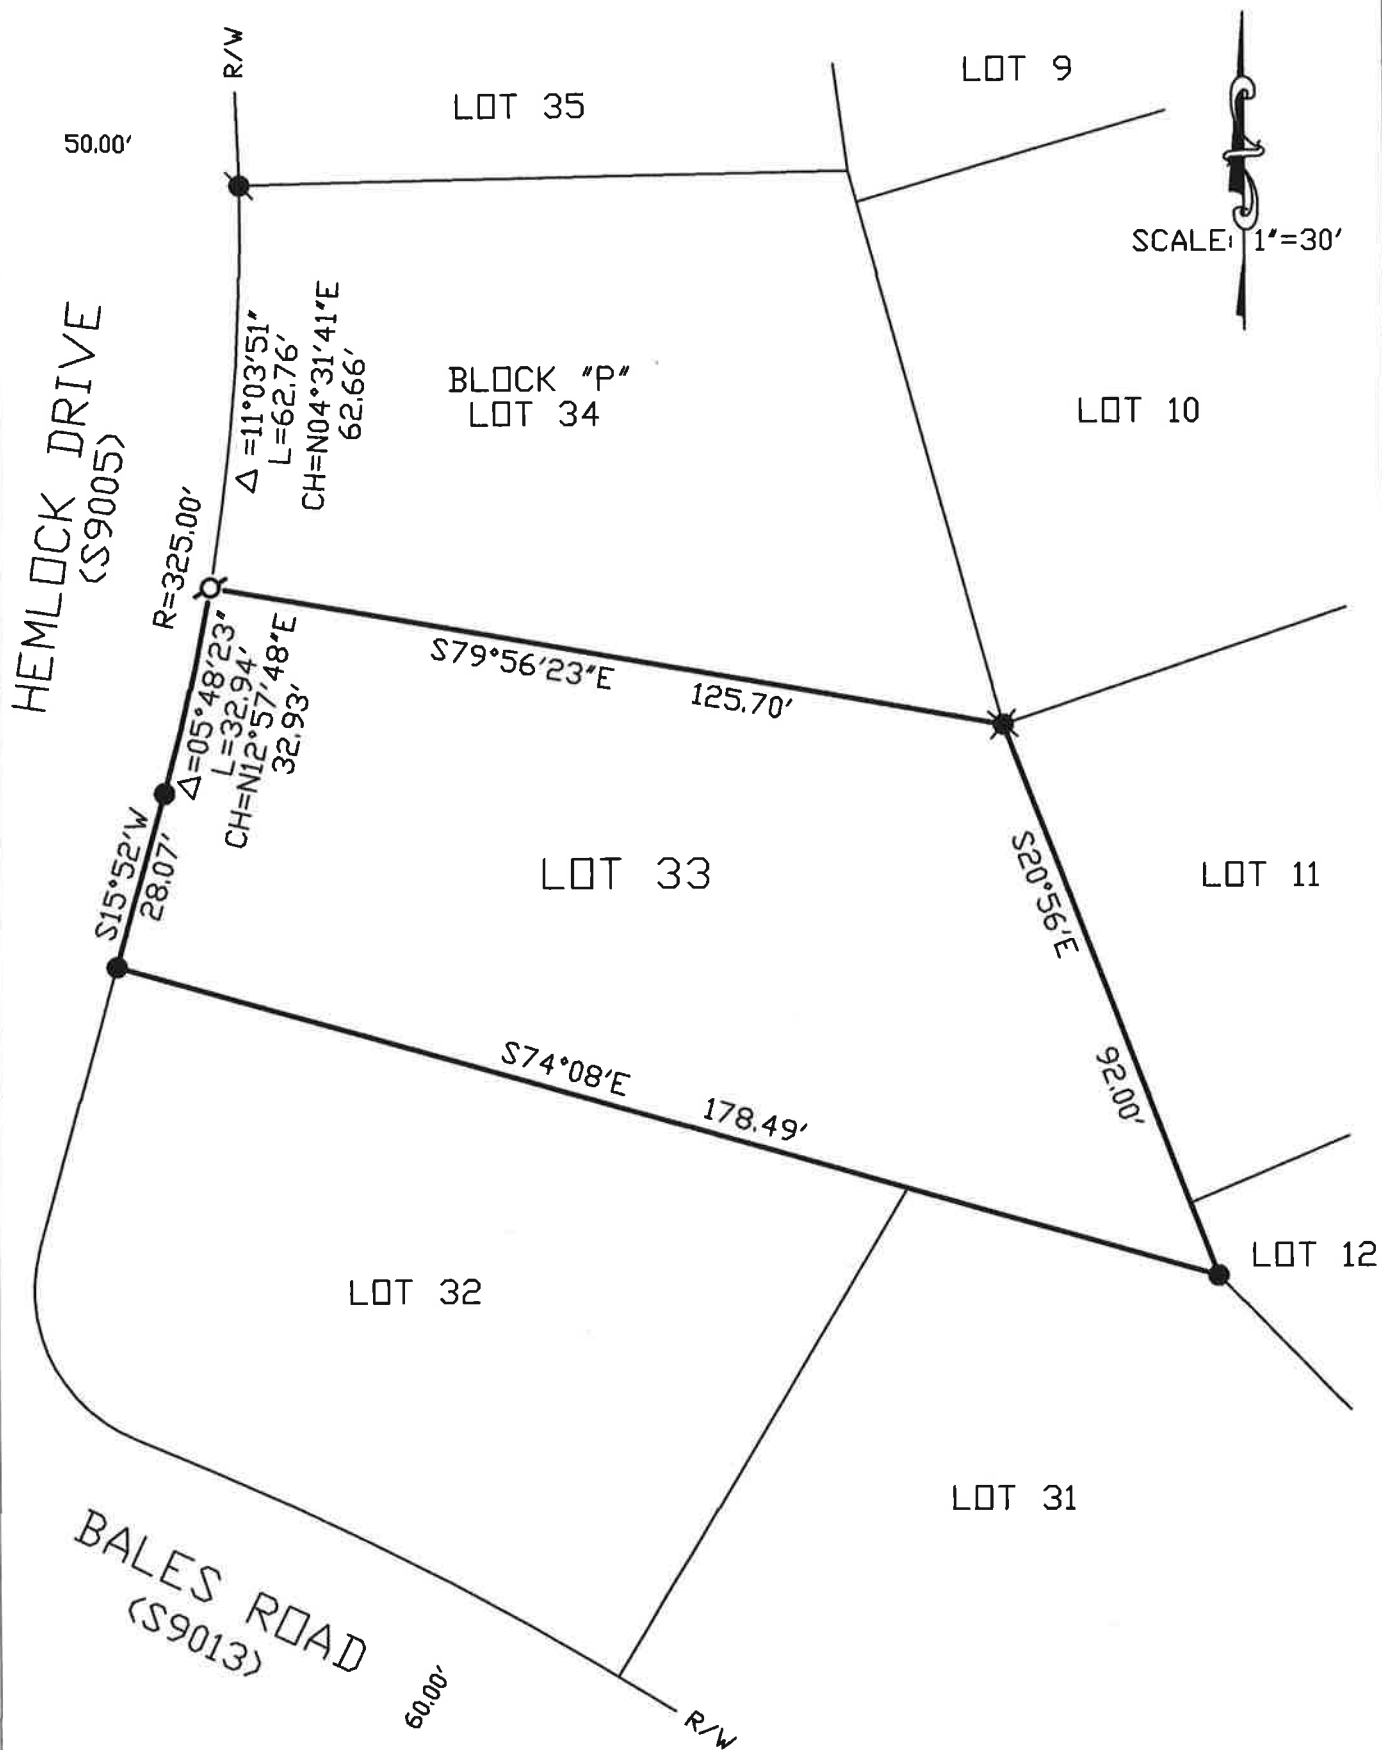 R/W
LOT 35
LOT 9
50.00'
SCALE: 1"=30'
HEMLOCK DRIVE
(S9005)
Δ =11°03'51"
L=62.76'
CH=N04°31'41"E
62.66'
BLOCK "P"
LOT 34
LOT 10
R=325.00'
S79°56'23"E 125.70'
Δ=05°48'23"
L=32.94'
CH=N12°57'48"E
32.93'
S15°52'W
28.07'
LOT 33
S20°56'E 92.00'
LOT 11
S74°08'E 178.49'
LOT 12
LOT 32
LOT 31
BALES ROAD
(S9013)
60.00'
R/W